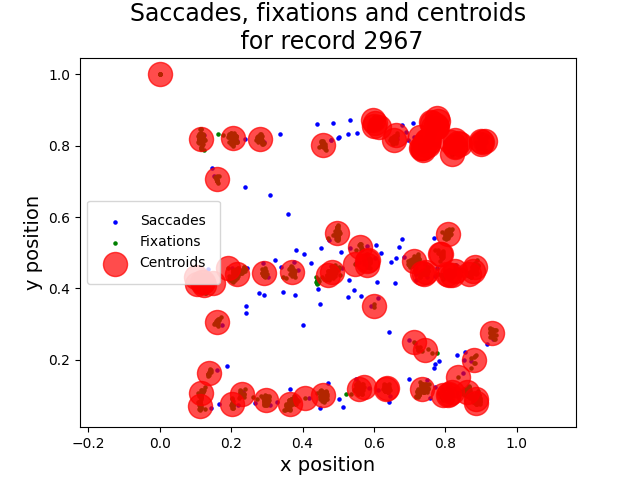 Saccades, fixations and centroids
for record 2967
1.0
0.8
0.6
0.4
0.2
y position
Saccades
Fixations
Centroids
−0.2 0.0 0.2 0.4 0.6 0.8 1.0
x position